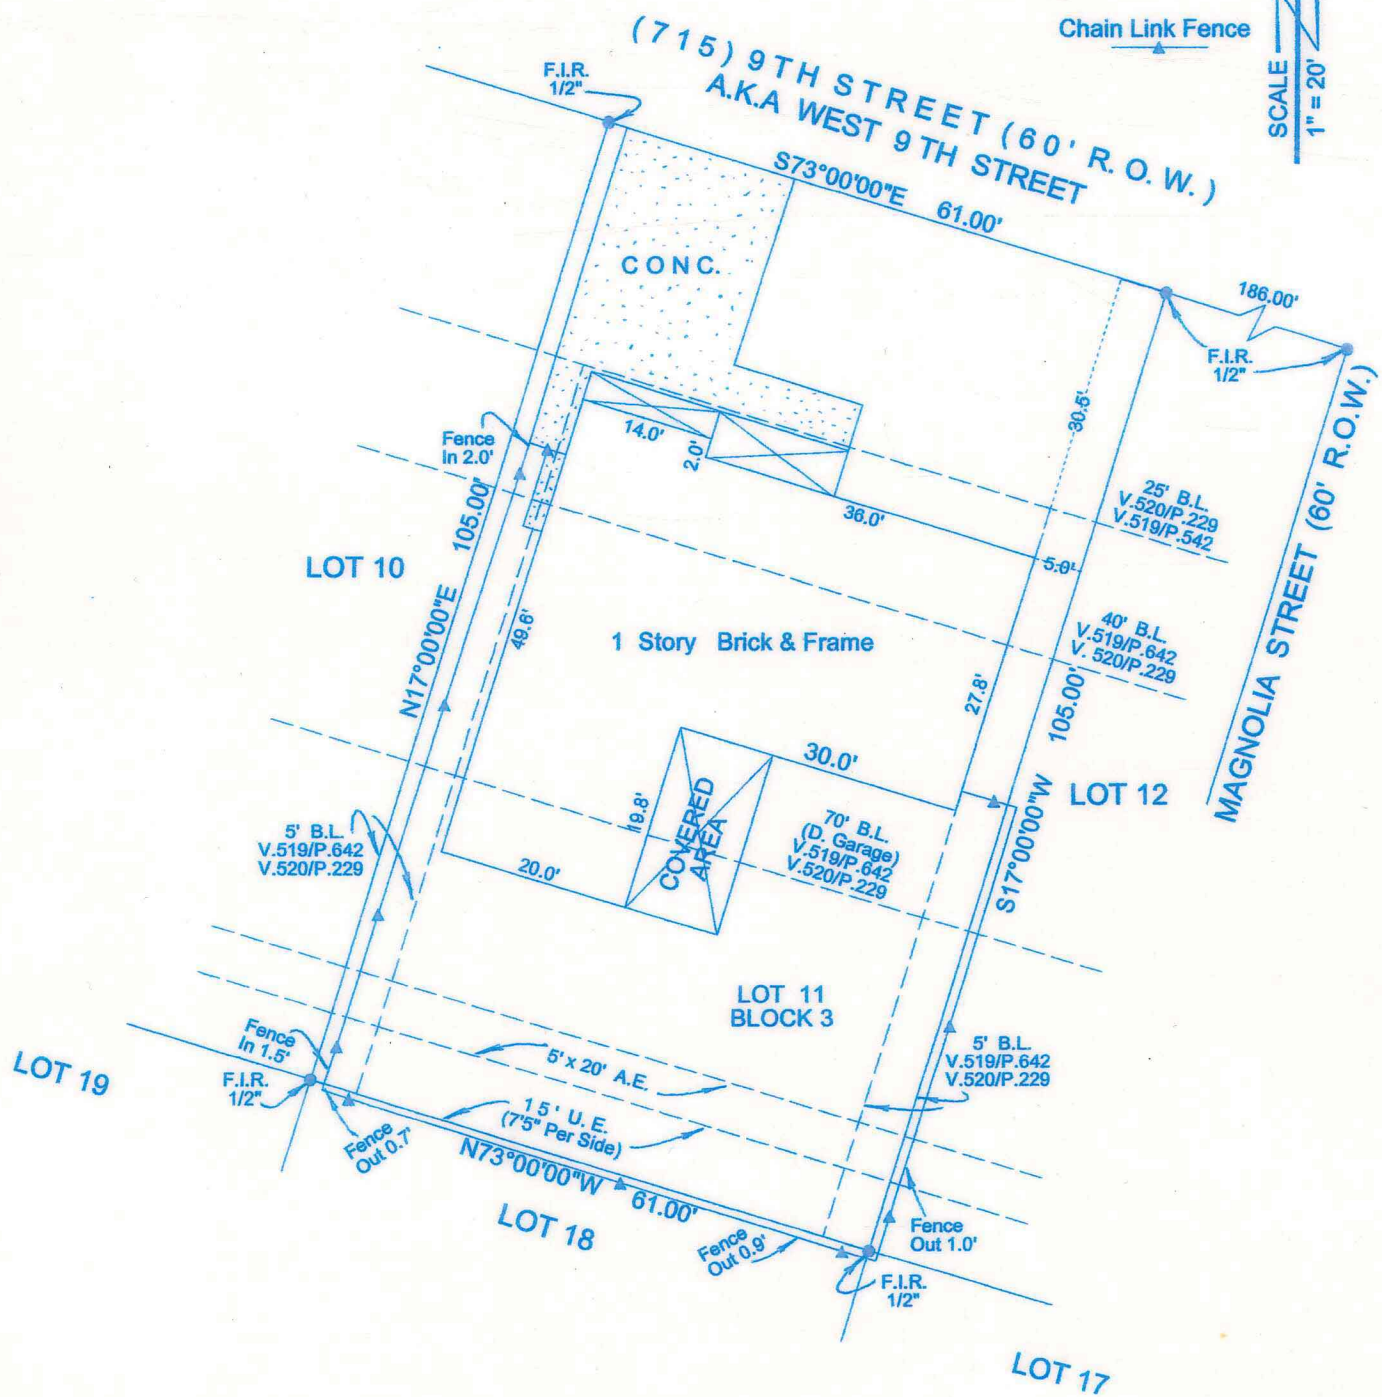 Chain Link Fence
SCALE
1" = 20'
(715) 9TH STREET (60' R.O.W.)
A.K.A WEST 9TH STREET
F.I.R.
1/2"
S73°00'00"E 61.00'
186.00'
CONC.
F.I.R.
1/2"
MAGNOLIA STREET (60' R.O.W.)
30.5'
14.0'
2.0'
Fence
In 2.0'
36.0'
25' B.L.
V.520/P.229
V.519/P.542
5.0'
N17°00'00"E 105.00'
LOT 10
49.6'
1 Story Brick & Frame
40' B.L.
V.519/P.642
V. 520/P.229
27.8'
S17°00'00"W 105.00'
LOT 12
30.0'
19.8'
COVERED
AREA
70' B.L.
(D. Garage)
V.519/P.642
V.520/P.229
5' B.L.
V.519/P.642
V.520/P.229
20.0'
LOT 11
BLOCK 3
5' B.L.
V.519/P.642
V.520/P.229
Fence
In 1.5'
LOT 19
F.I.R.
1/2"
5' x 20' A.E.
15' U.E.
(7'5" Per Side)
Fence
Out 0.7'
N73°00'00"W 61.00'
LOT 18
Fence
Out 0.9'
Fence
Out 1.0'
F.I.R.
1/2"
LOT 17